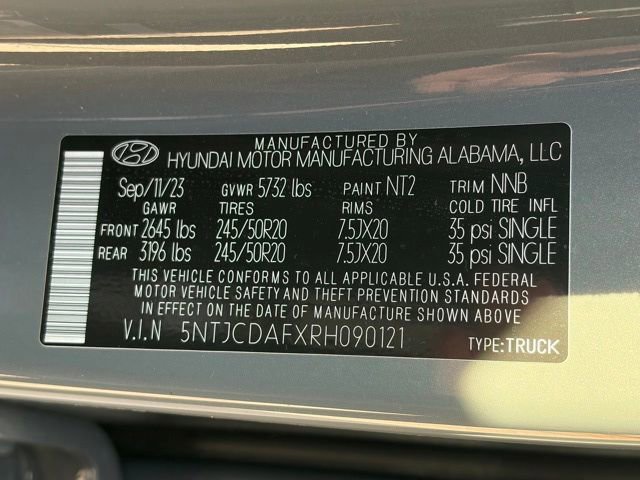 MANUFACTURED BY
HYUNDAI MOTOR MANUFACTURING ALABAMA, LLC
Sep/11/23 GVWR 5732 lbs PAINT NT2 TRIM NNB
GAWR TIRES RIMS COLD TIRE INFL
FRONT 2645 lbs 245/50R20 7.5JX20 35 psi SINGLE
REAR 3196 lbs 245/50R20 7.5JX20 35 psi SINGLE
THIS VEHICLE CONFORMS TO ALL APPLICABLE U.S.A. FEDERAL
MOTOR VEHICLE SAFETY AND THEFT PREVENTION STANDARDS
IN EFFECT ON THE DATE OF MANUFACTURE SHOWN ABOVE
V.I.N 5NTJCDAFXRH090121 TYPE:TRUCK